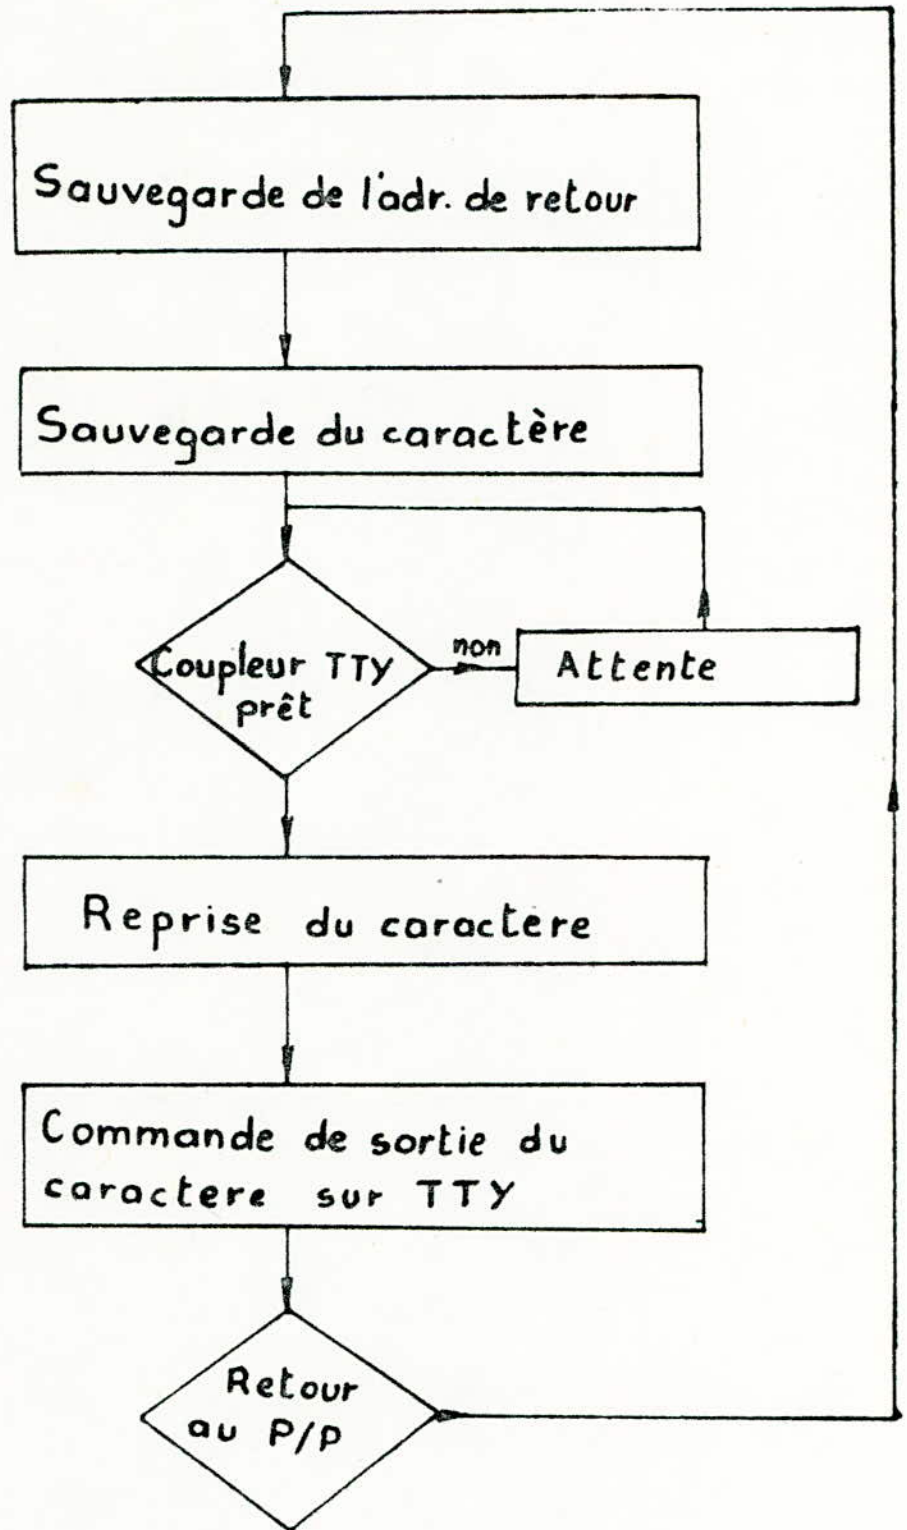 Sauvegarde de l'adr. de retour
Sauvegarde du caractère
Coupleur TTY
prêt
non
Attente
Reprise du caractere
Commande de sortie du
caractere sur TTY
Retour
au P/P